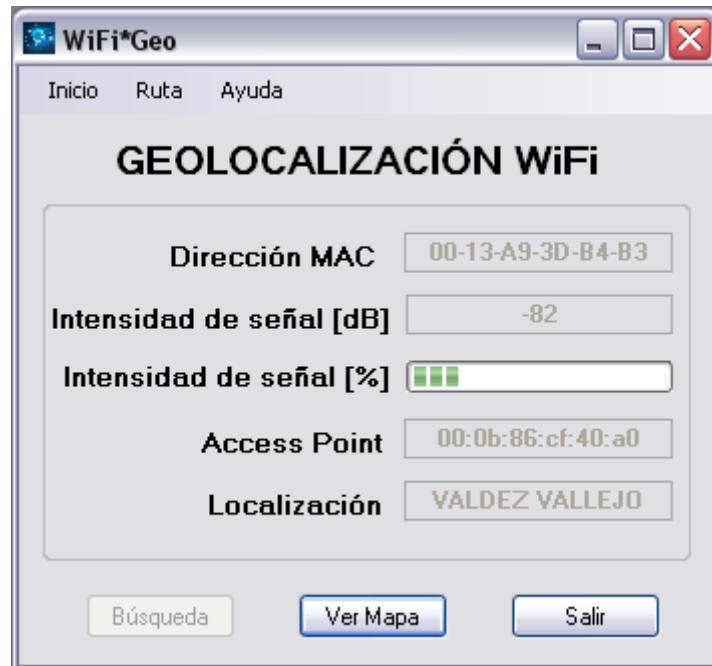 WiFi*Geo
Inicio Ruta Ayuda
GEOLOCALIZACIÓN WiFi
Dirección MAC 00-13-A9-3D-B4-B3
Intensidad de señal [dB] -82
Intensidad de señal [%]
Access Point 00:0b:86:cf:40:a0
Localización VALDEZ VALLEJO
Búsqueda Ver Mapa Salir